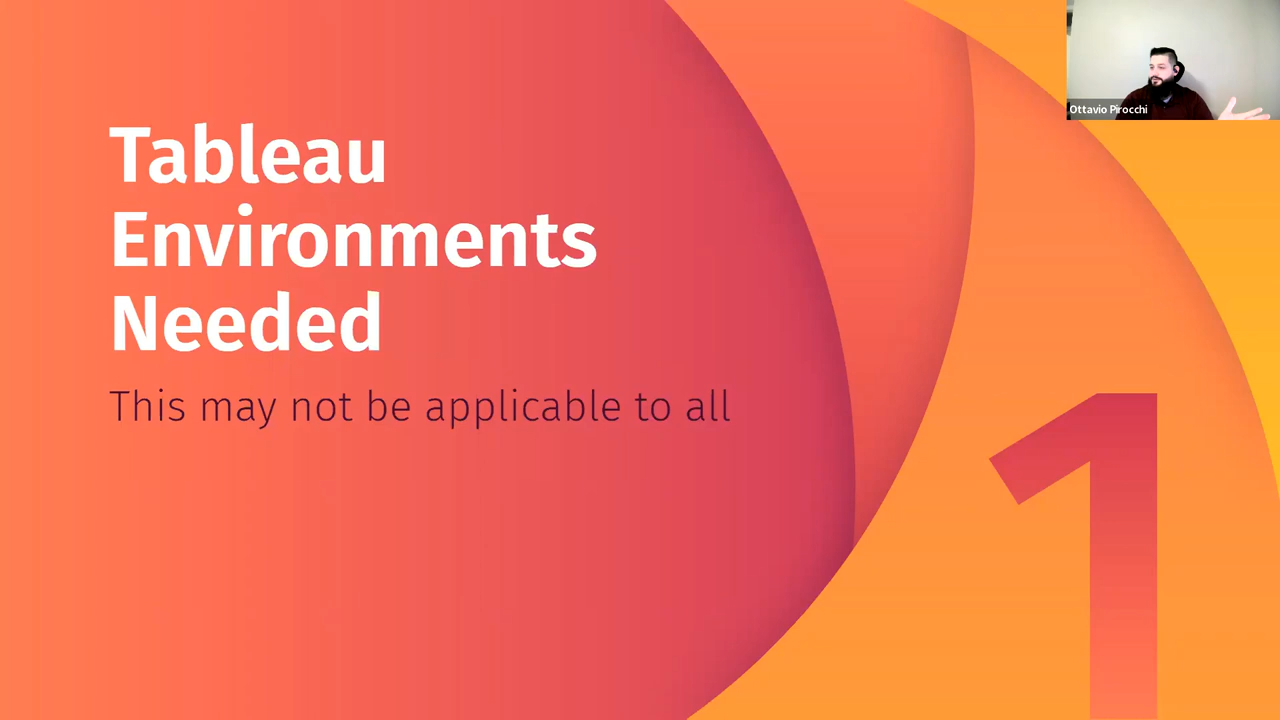 Tableau
Environments
Needed
This may not be applicable to all
1
Ottavio Pirocchi